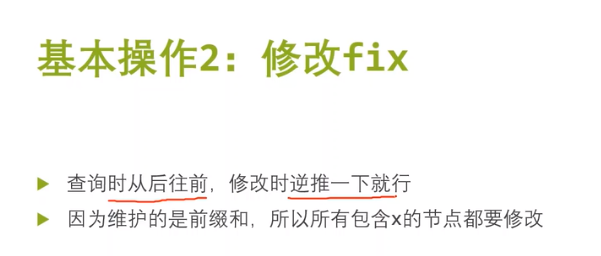 基本操作2：修改fix
查询时从后往前，修改时逆推一下就行
因为维护的是前缀和，所以所有包含x的节点都要修改